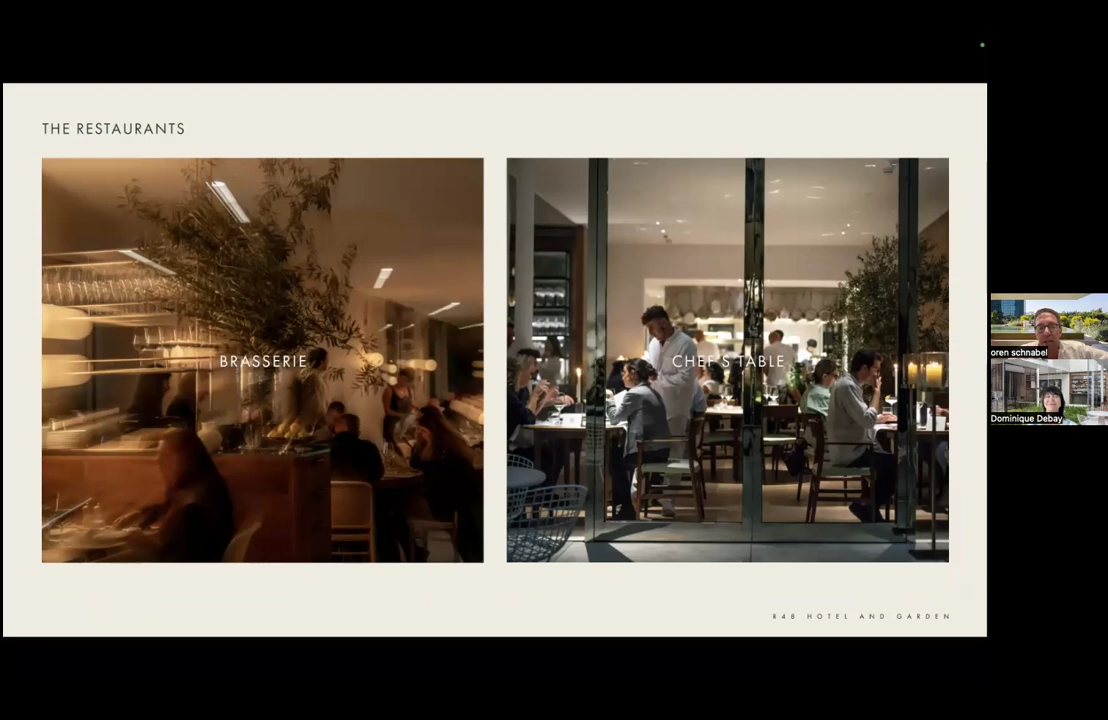 THE RESTAURANTS
BRASSERIE
CHEF'S TABLE
R48 HOTEL AND GARDEN
oren schnabel
Dominique Debay